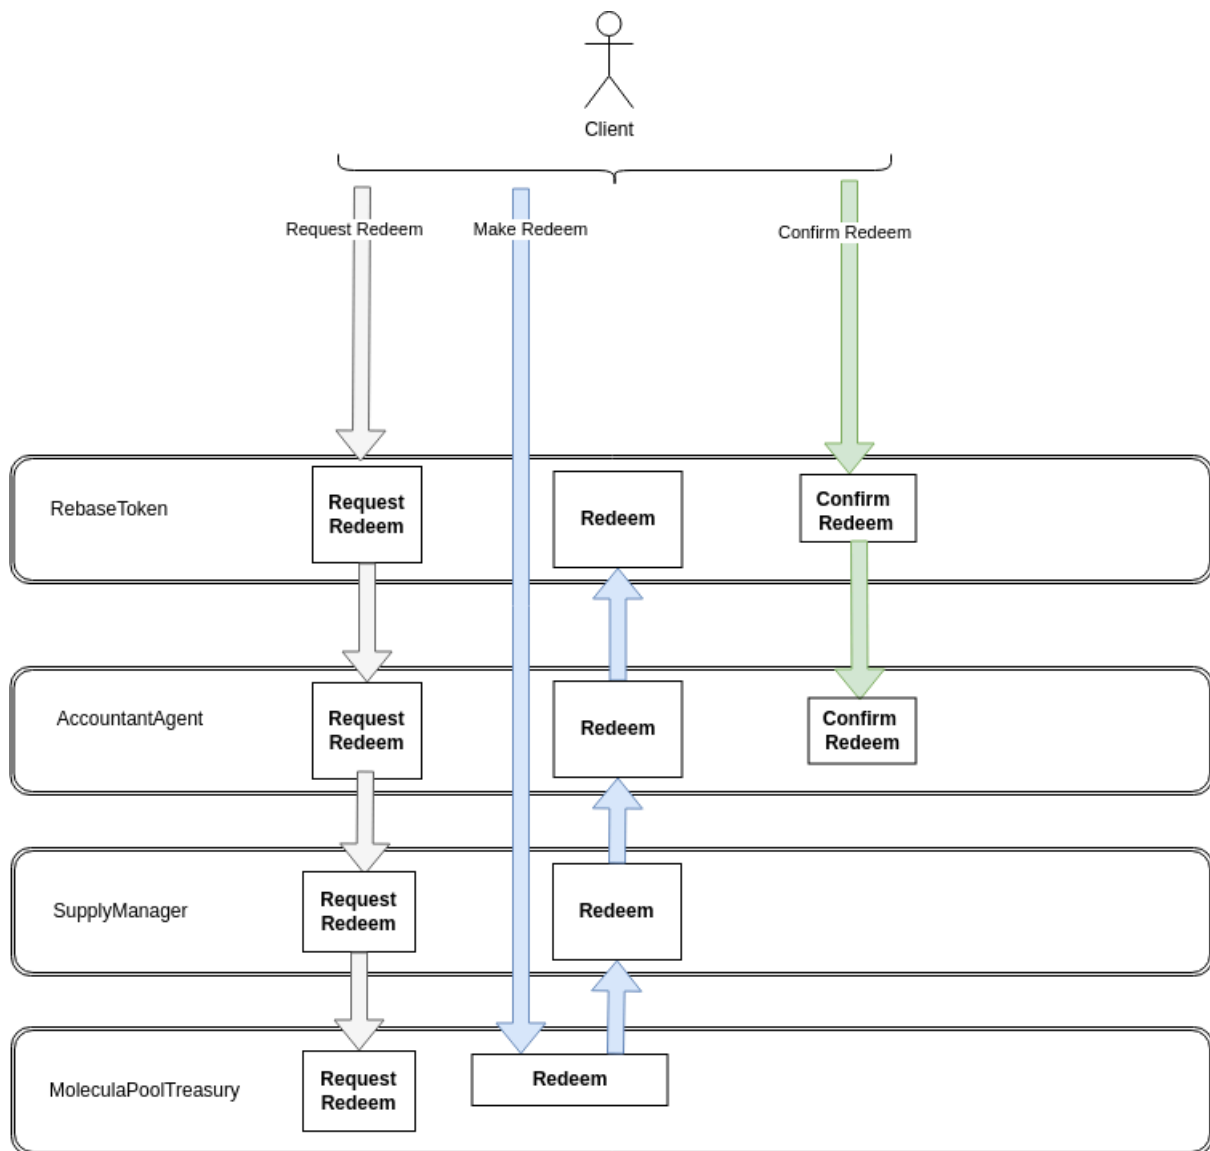 Client
Request Redeem
Make Redeem
Confirm Redeem
RebaseToken
Request
Redeem
Redeem
Confirm
Redeem
AccountantAgent
Request
Redeem
Redeem
Confirm
Redeem
SupplyManager
Request
Redeem
Redeem
MoleculaPoolTreasury
Request
Redeem
Redeem